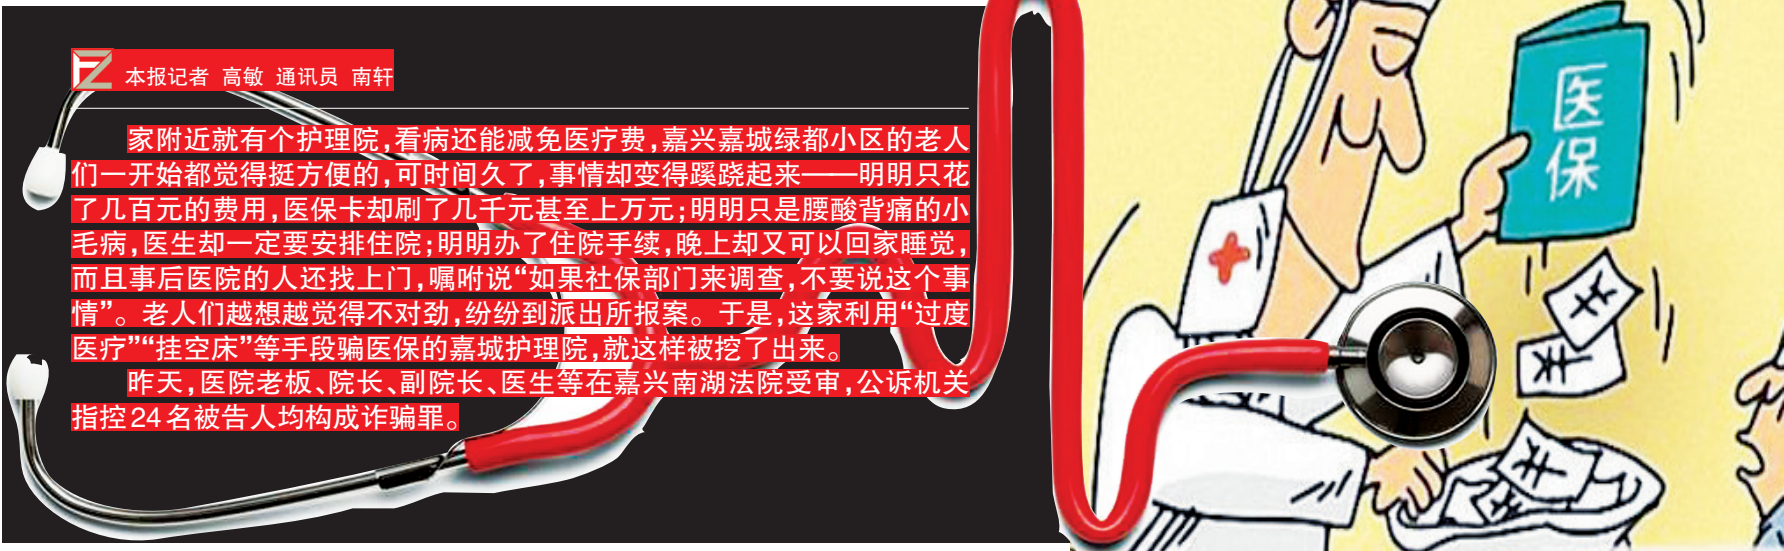 本报记者 高敏 通讯员 南轩
家附近就有个护理院，看病还能减免医疗费，嘉兴嘉城绿都小区的老人
们一开始都觉得挺方便的，可时间久了，事情却变得蹊跷起来——明明只花
了几百元的费用，医保卡却刷了几千元甚至上万元；明明只是腰酸背痛的小
毛病，医生却一定要安排住院；明明办了住院手续，晚上却又可以回家睡觉，
而且事后医院的人还找上门，嘱咐说“如果社保部门来调查，不要说这个事
情”。老人们越想越觉得不对劲，纷纷到派出所报案。于是，这家利用“过度
医疗”“挂空床”等手段骗医保的嘉城护理院，就这样被挖了出来。
昨天，医院老板、院长、副院长、医生等在嘉兴南湖法院受审，公诉机关
指控24名被告人均构成诈骗罪。
医
保